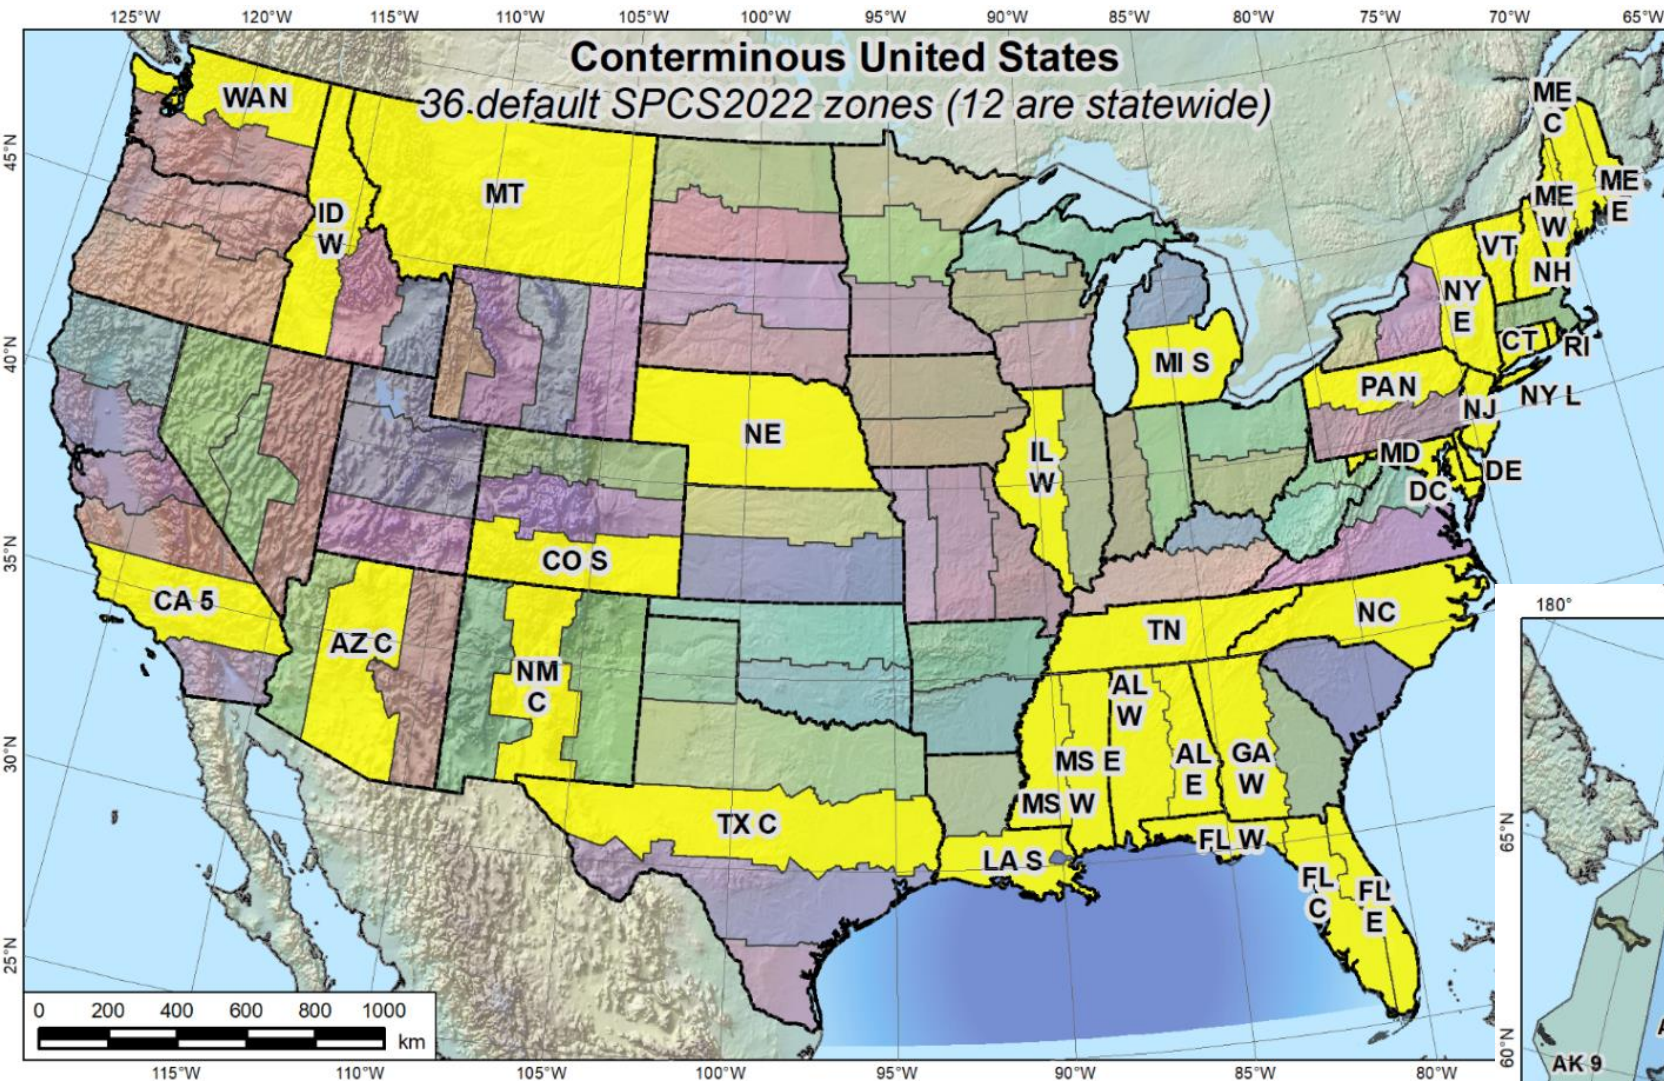 125°W 120°W 115°W 110°W 105°W 100°W 95°W 90°W 85°W 80°W 75°W 70°W 65°W
Conterminous United States
36 default SPCS2022 zones (12 are statewide)
WA N
ME
C
45°N
MT
ID
W
ME
E
ME
W
VT
NH
NY
E
CT
RI
40°N
MI S
PA N
NY L
NJ
NE
IL
W
MD
DE
DC
35°N
CO S
CA 5
AZ C
NM
C
TN
NC
180°
AL
W
30°N
MS E
AL
E
GA
W
MS W
TX C
FL W
LA S
55°N
FL
C
FL
E
25°N
0 200 400 600 800 1000
km
60°N
AK 9
115°W 110°W 105°W 100°W 95°W 90°W 85°W 80°W